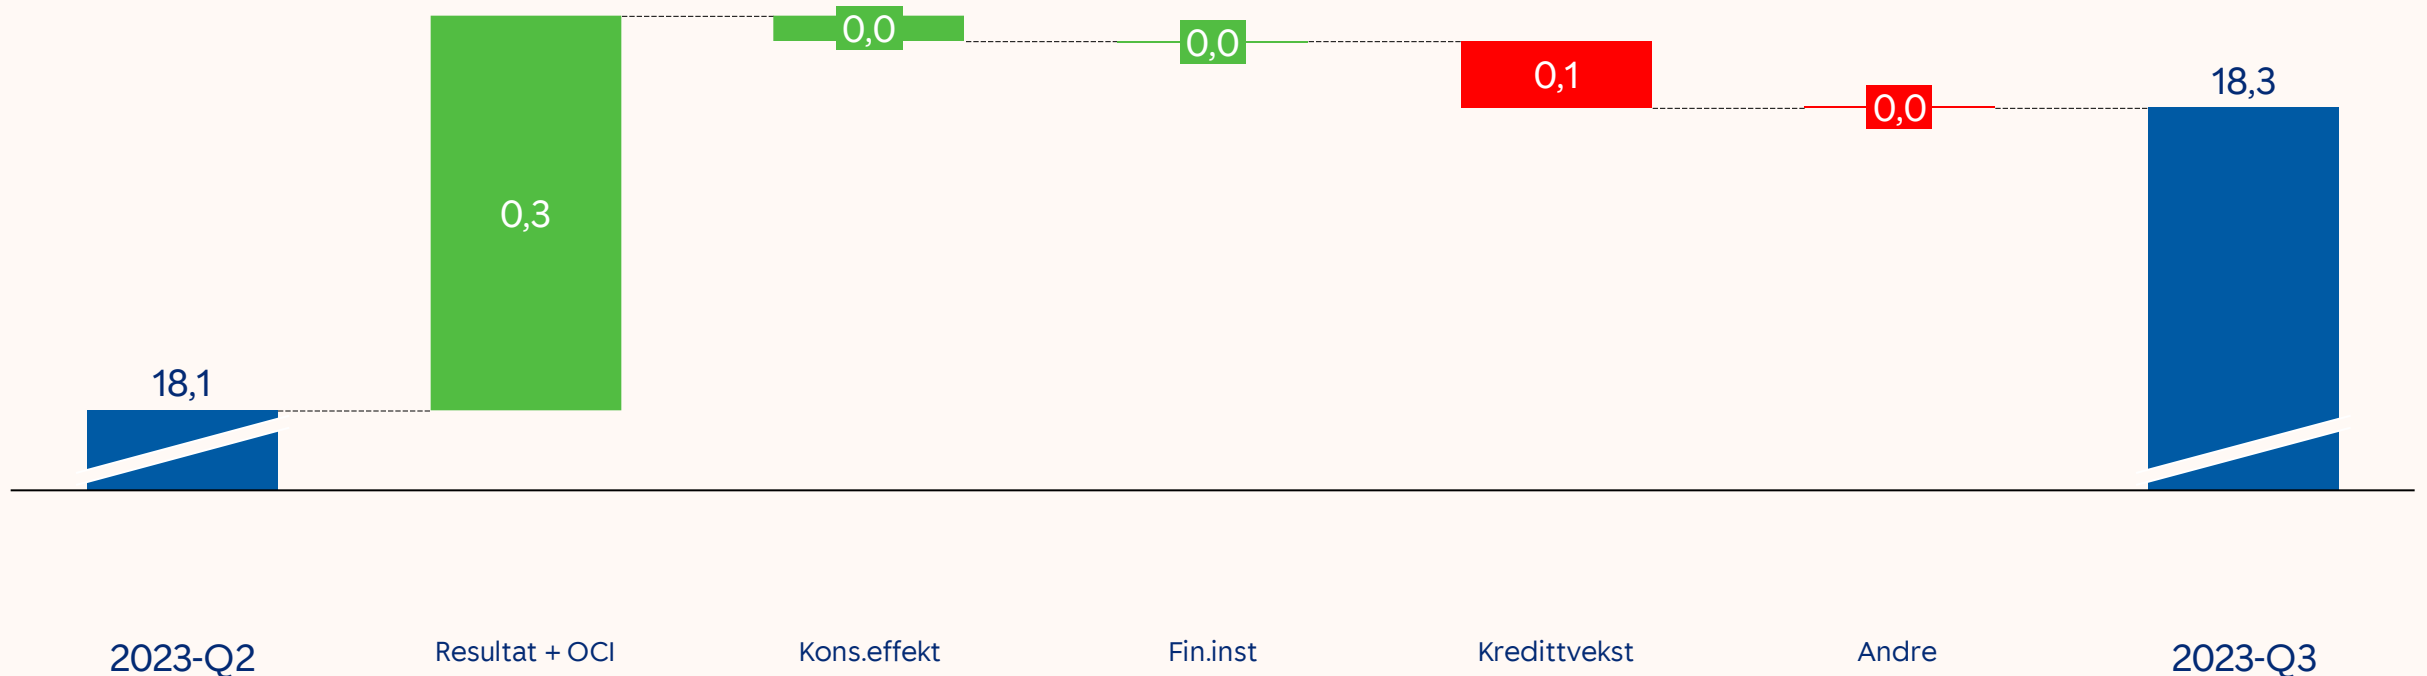 0,0
0,0
0,1
18,3
0,0
0,3
18,1
2023-Q2
Resultat + OCI
Kons.effekt
Fin.inst
Kredittvekst
Andre
2023-Q3